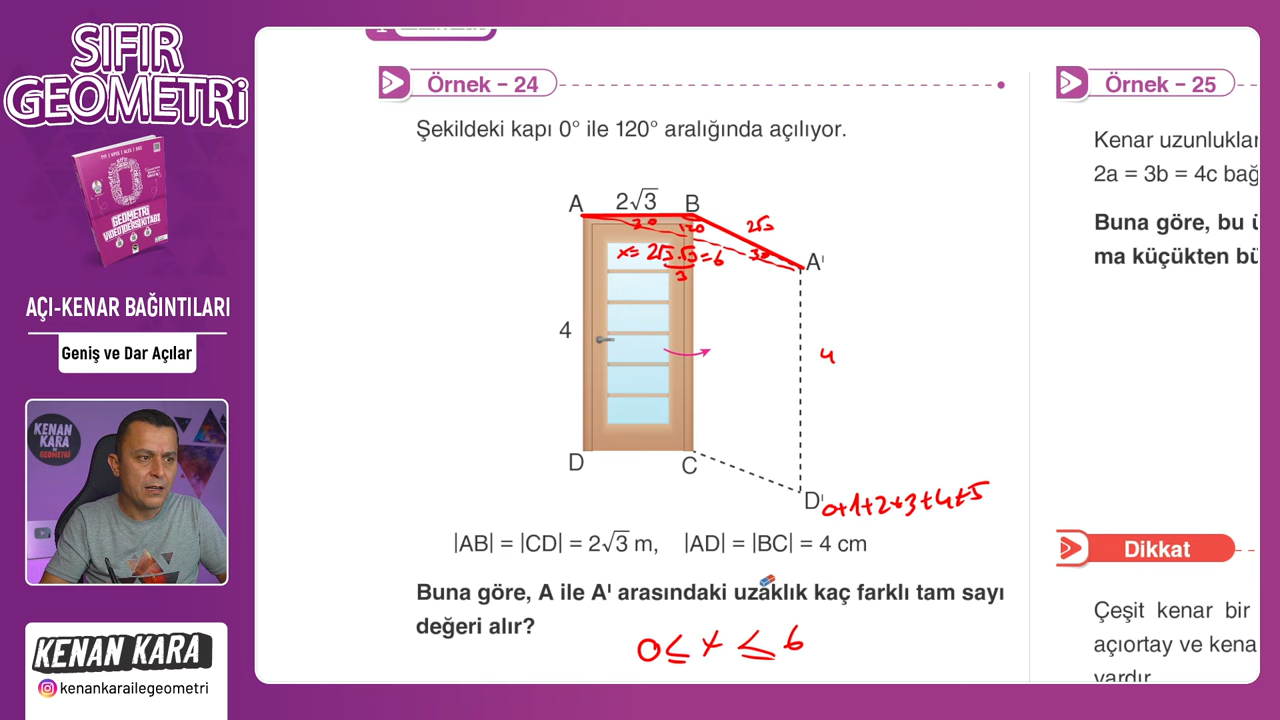 SIFIR
GEOMETRİ
GEOMETRİ
VİDEO DERS KİTABI
AÇI-KENAR BAĞINTILARI
Geniş ve Dar Açılar
KENAN
KARA
GEOMETRİ
KENAN KARA
kenankarailegeometri
Örnek – 24
Şekildeki kapı 0° ile 120° aralığında açılıyor.
A 2√3 B
30 120 2√3
x = 2√3.√3 = 6 30 A'
3
4 4
D C D'
0+1+2+3+4+5
|AB| = |CD| = 2√3 m, |AD| = |BC| = 4 cm
Buna göre, A ile A' arasındaki uzaklık kaç farklı tam sayı
değeri alır?
0 ≤ x ≤ 6
Örnek – 25
Kenar uzunluklar
2a = 3b = 4c bağ
Buna göre, bu ü
ma küçükten bü
Dikkat
Çeşit kenar bir
açıortay ve kena
vardır